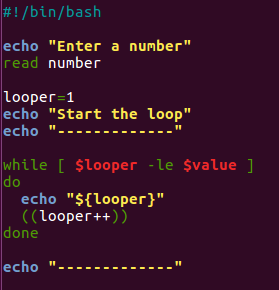 #!/bin/bash

echo "Enter a number"
read number

looper=1
echo "Start the loop"
echo "-------------"

while [ $looper -le $value ]
do
  echo "${looper}"
  ((looper++))
done

echo "-------------"